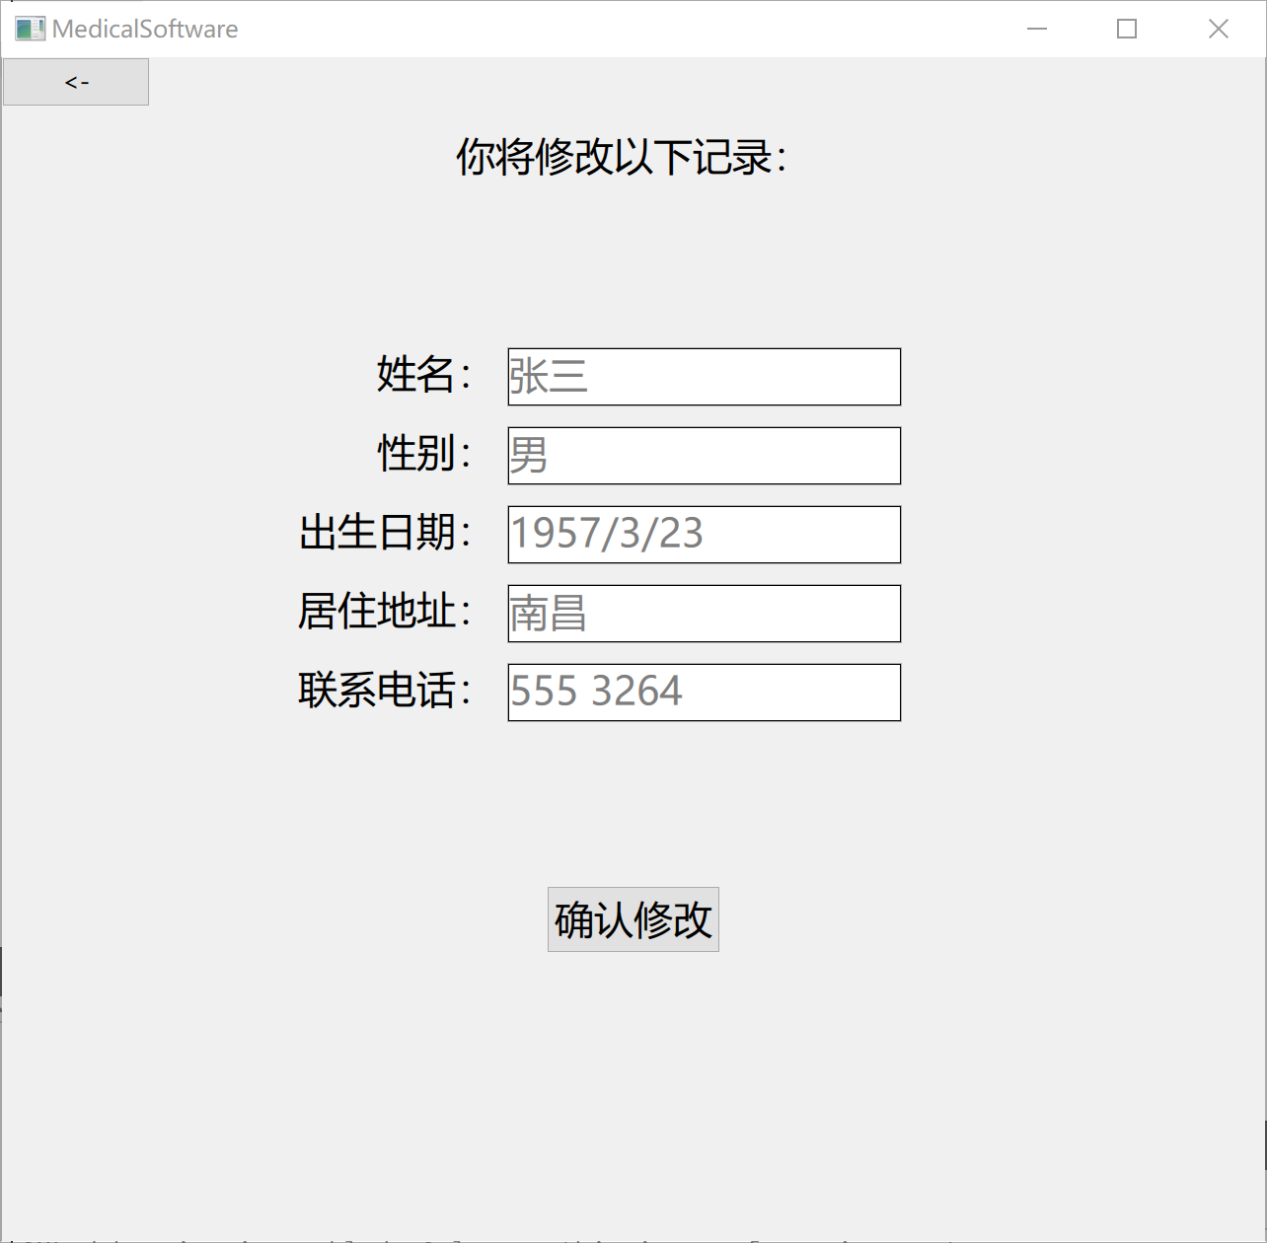 MedicalSoftware
<-
你将修改以下记录：
姓名： 张三
性别： 男
出生日期： 1957/3/23
居住地址： 南昌
联系电话： 555 3264
确认修改